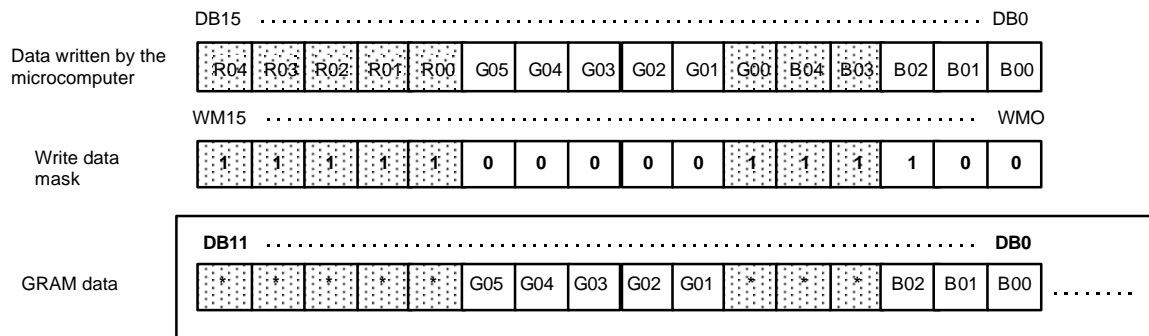 DB15 DB0
Data written by the
microcomputer
R04 R03 R02 R01 R00 G05 G04 G03 G02 G01 G00 B04 B03 B02 B01 B00
WM15 WMO
Write data
mask
1 1 1 1 1 0 0 0 0 0 1 1 1 1 0 0
DB11 DB0
GRAM data
* * * * * G05 G04 G03 G02 G01 * * * B02 B01 B00 ........